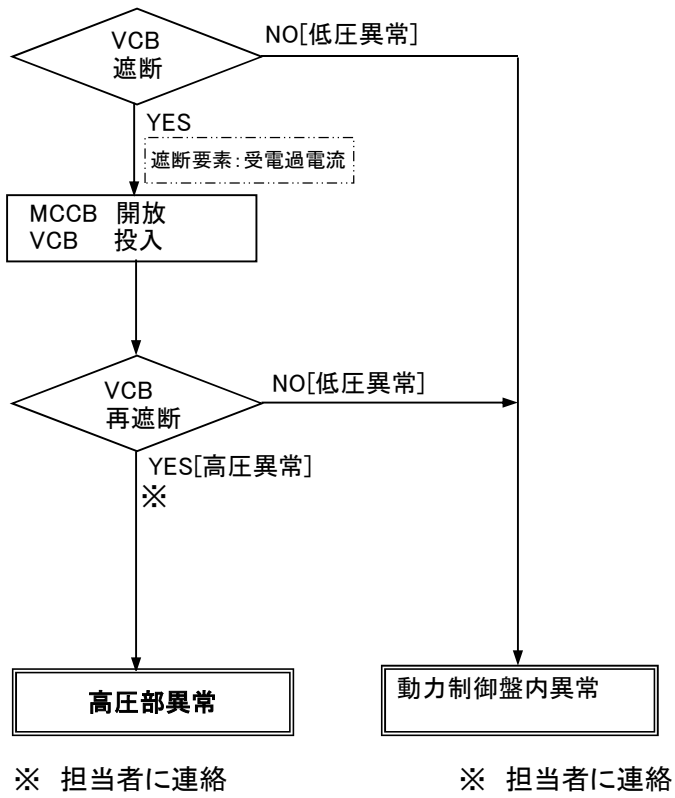 VCB
遮断
NO[低圧異常]
YES
遮断要素：受電過電流
MCCB 開放
VCB 投入
VCB
再遮断
NO[低圧異常]
YES[高圧異常]
※
高圧部異常
動力制御盤内異常
※ 担当者に連絡
※ 担当者に連絡